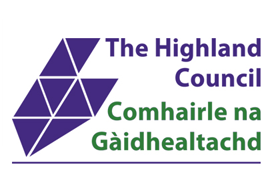 The Highland
Council
Comhairle na
Gàidhealtachd